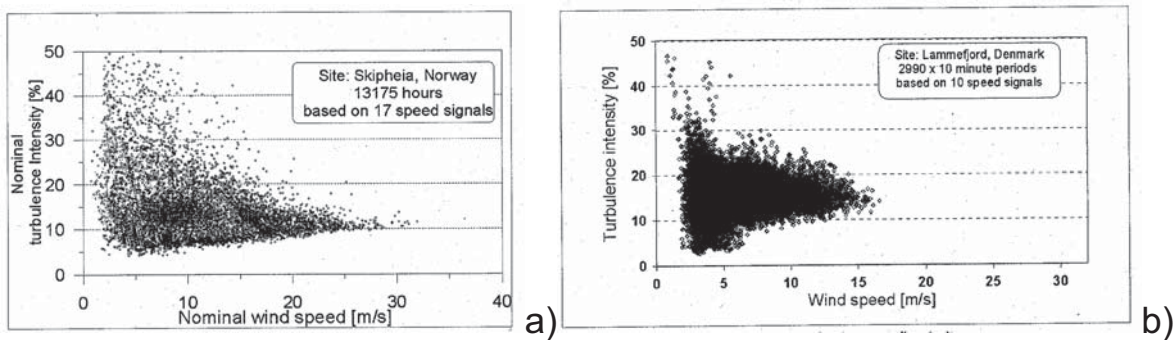 Nominal
turbulence Intensity [%]
50
40
30
20
10
0
Site: Skipheia, Norway
13175 hours
based on 17 speed signals
0
10
20
30
40
Nominal wind speed [m/s]
a)
Turbulence intensity [%]
50
40
30
20
10
0
Site: Lammefjord, Denmark
2990 x 10 minute periods
based on 10 speed signals
0
5
10
15
20
25
30
Wind speed [m/s]
b)